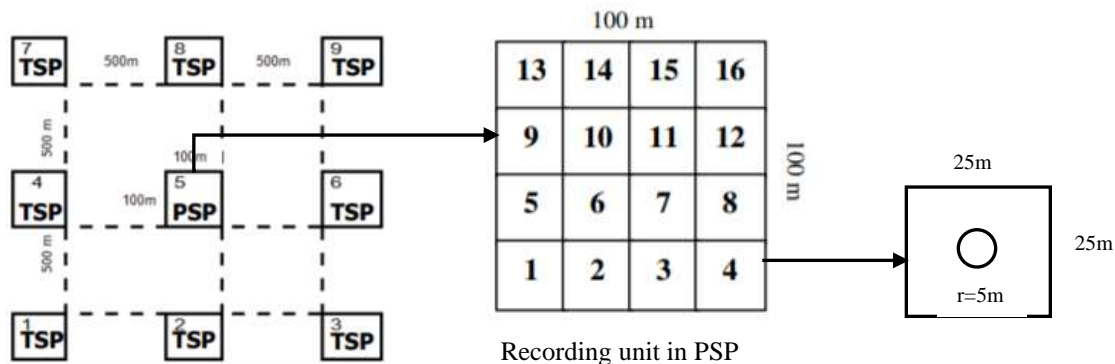 7 TSP
500m
8 TSP
500m
9 TSP
500 m
100m
4 TSP
100m
5 PSP
6 TSP
500 m
1 TSP
2 TSP
3 TSP
100 m
13 14 15 16
9 10 11 12
5 6 7 8
1 2 3 4
100 m
Recording unit in PSP
25m
25m
r=5m